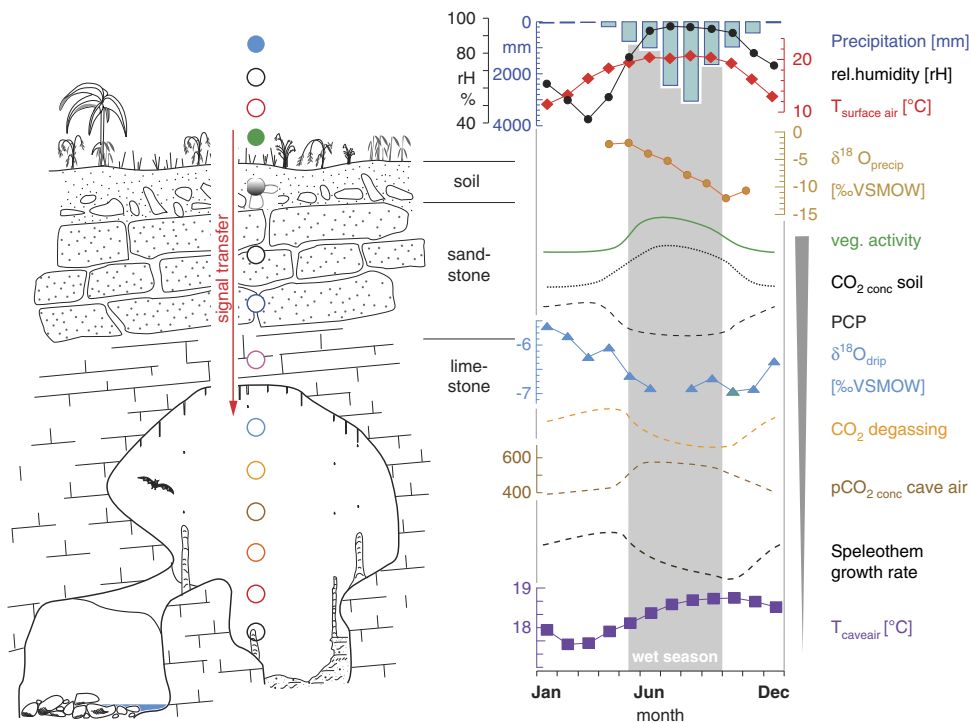 100
80
rH
60
%
40
signal transfer
soil
sand-
stone
lime-
stone
0
mm
2000
4000
20
10
0
-5
-10
-15
-6
-7
600
400
19
18
wet season
Jan
Jun
Dec
month
Precipitation [mm]
rel.humidity [rH]
T surface air [°C]
δ¹⁸ O precip
[‰VSMOW]
veg. activity
CO₂ conc soil
PCP
δ¹⁸O drip
[‰VSMOW]
CO₂ degassing
pCO₂ conc cave air
Speleothem
growth rate
T caveair [°C]